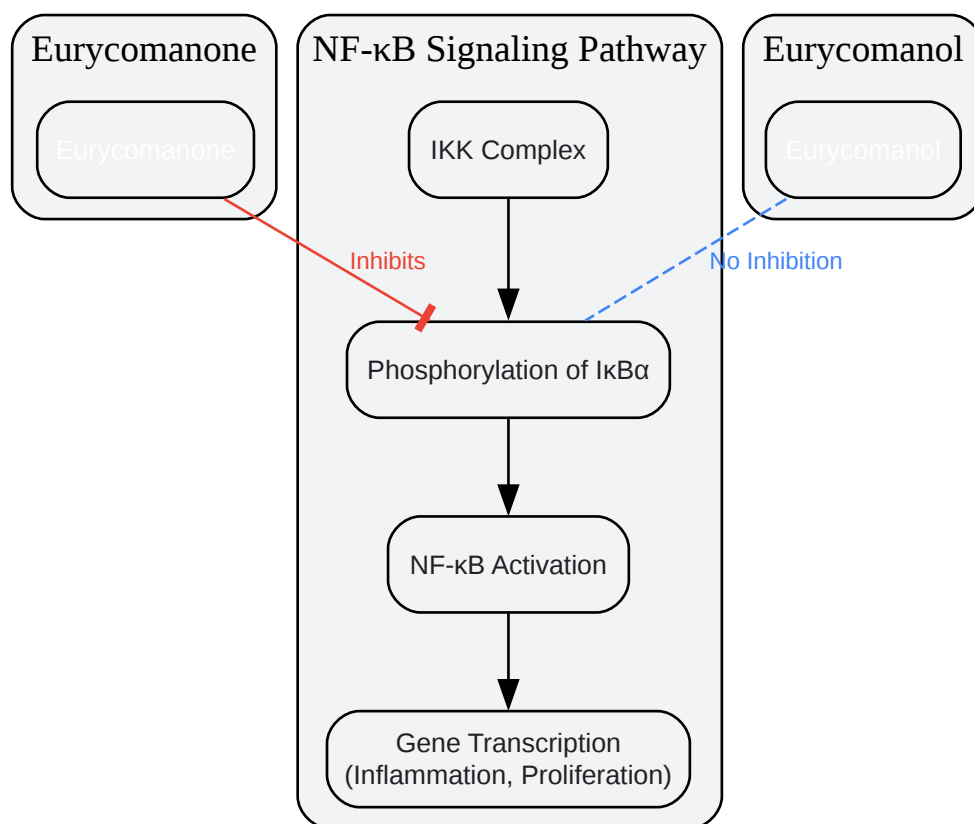 Eurycomanone
NF-κB Signaling Pathway
Eurycomanol
Eurycomanone
IKK Complex
Eurycomanol
Inhibits
No Inhibition
Phosphorylation of IκBα
NF-κB Activation
Gene Transcription
(Inflammation, Proliferation)